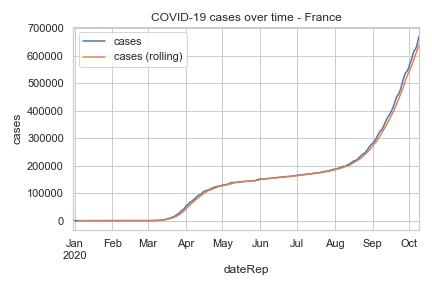 COVID-19 cases over time - France
cases
cases (rolling)
700000
600000
500000
400000
300000
200000
100000
0
cases
Jan Feb Mar Apr May Jun Jul Aug Sep Oct
2020
dateRep